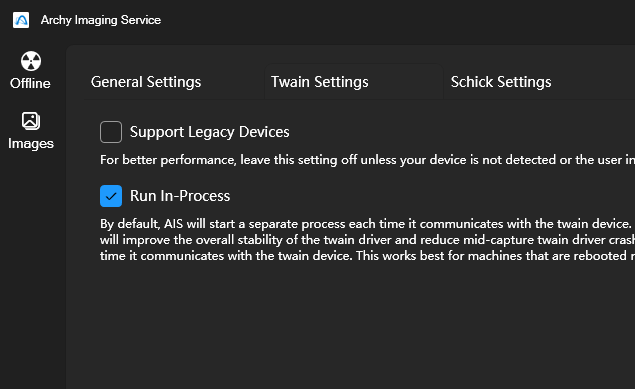 Archy Imaging Service
Offline
General Settings
Twain Settings
Schick Settings
Images
Support Legacy Devices
For better performance, leave this setting off unless your device is not detected or the user in
Run In-Process
By default, AIS will start a separate process each time it communicates with the twain device.
will improve the overall stability of the twain driver and reduce mid-capture twain driver crash
time it communicates with the twain device. This works best for machines that are rebooted